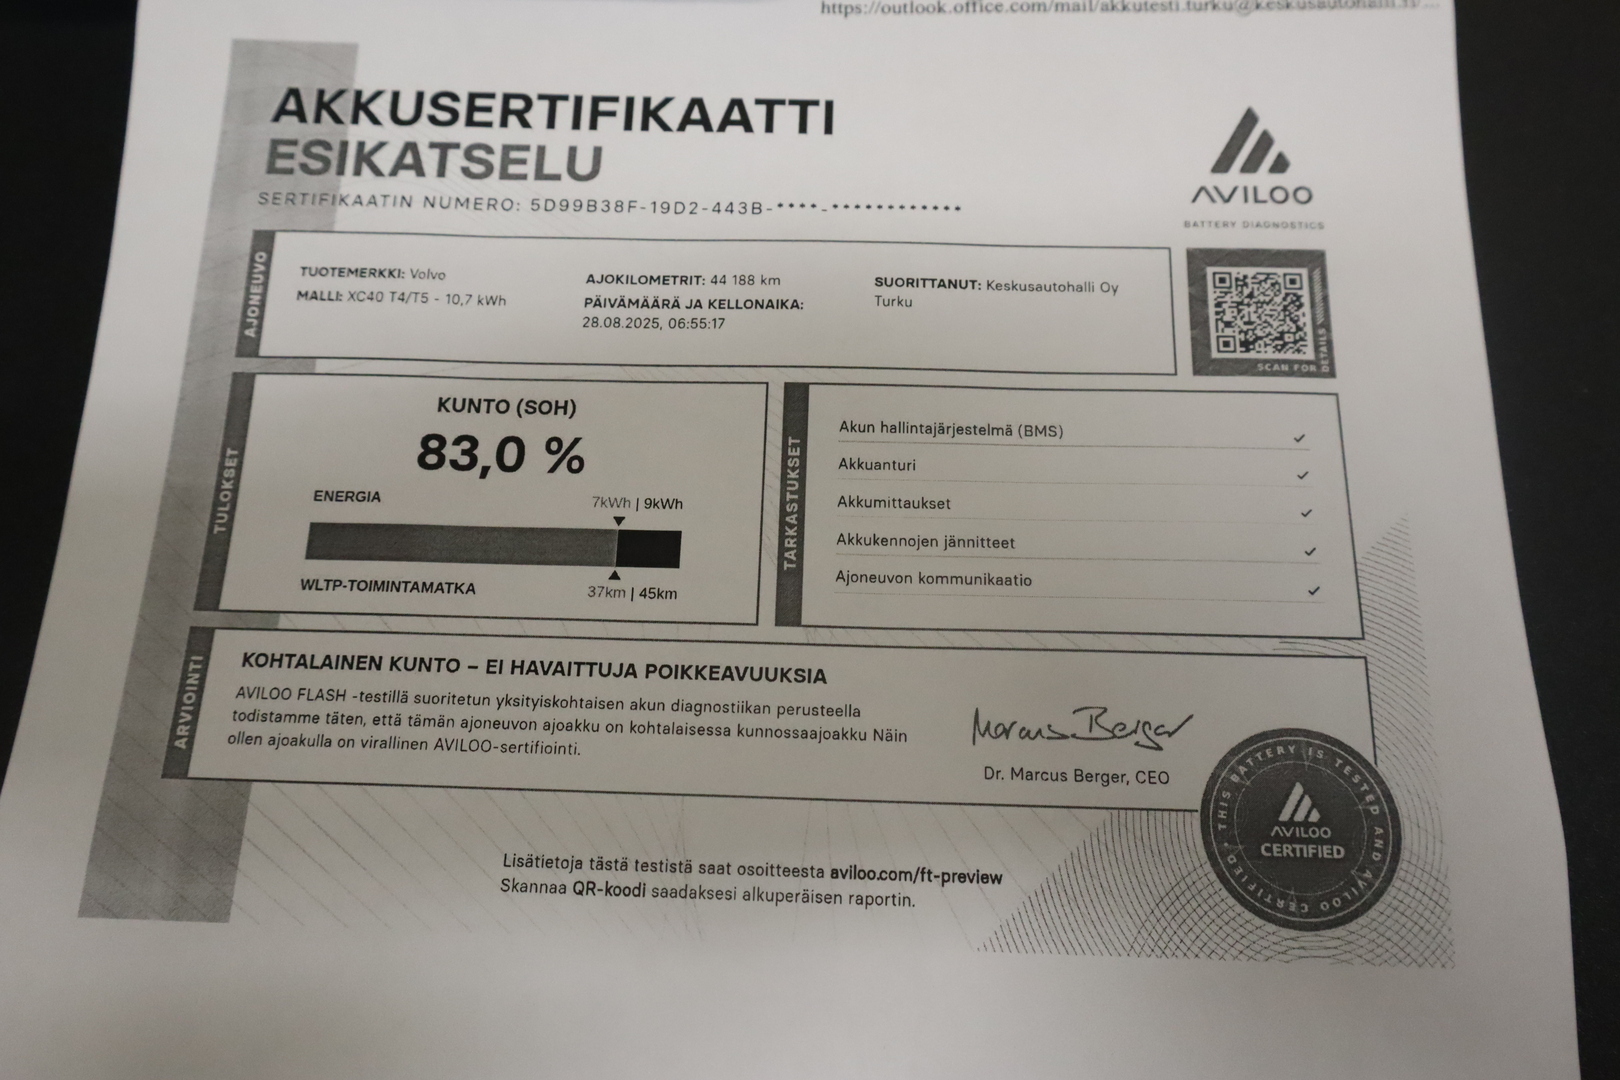 https://outlook.office.com/mail/akkutesti.turku@keskusautohalli.fi/...
AKKUSERTIFIKAATTI
ESIKATSELU
SERTIFIKAATIN NUMERO: 5D99B38F-19D2-443B-****-************
AVILOO
BATTERY DIAGNOSTICS
AJONEUVO
TUOTEMERKKI: Volvo
MALLI: XC40 T4/T5 - 10,7 kWh
AJOKILOMETRIT: 44 188 km
PÄIVÄMÄÄRÄ JA KELLONAIKA:
28.08.2025, 06:55:17
SUORITTANUT: Keskusautohalli Oy
Turku
SCAN FOR DETAILS
TULOKSET
KUNTO (SOH)
83,0 %
ENERGIA
7kWh | 9kWh
WLTP-TOIMINTAMATKA
37km | 45km
TARKASTUKSET
Akun hallintajärjestelmä (BMS)
Akkuanturi
Akkumittaukset
Akkukennojen jännitteet
Ajoneuvon kommunikaatio
ARVIOINTI
KOHTALAINEN KUNTO – EI HAVAITTUJA POIKKEAVUUKSIA
AVILOO FLASH -testillä suoritetun yksityiskohtaisen akun diagnostiikan perusteella
todistamme täten, että tämän ajoneuvon ajoakku on kohtalaisessa kunnossaajoakku Näin
ollen ajoakulla on virallinen AVILOO-sertifiointi.
Marcus Berger
Dr. Marcus Berger, CEO
THIS BATTERY IS TESTED AND AVILOO CERTIFIED
AVILOO
CERTIFIED
Lisätietoja tästä testistä saat osoitteesta aviloo.com/ft-preview
Skannaa QR-koodi saadaksesi alkuperäisen raportin.